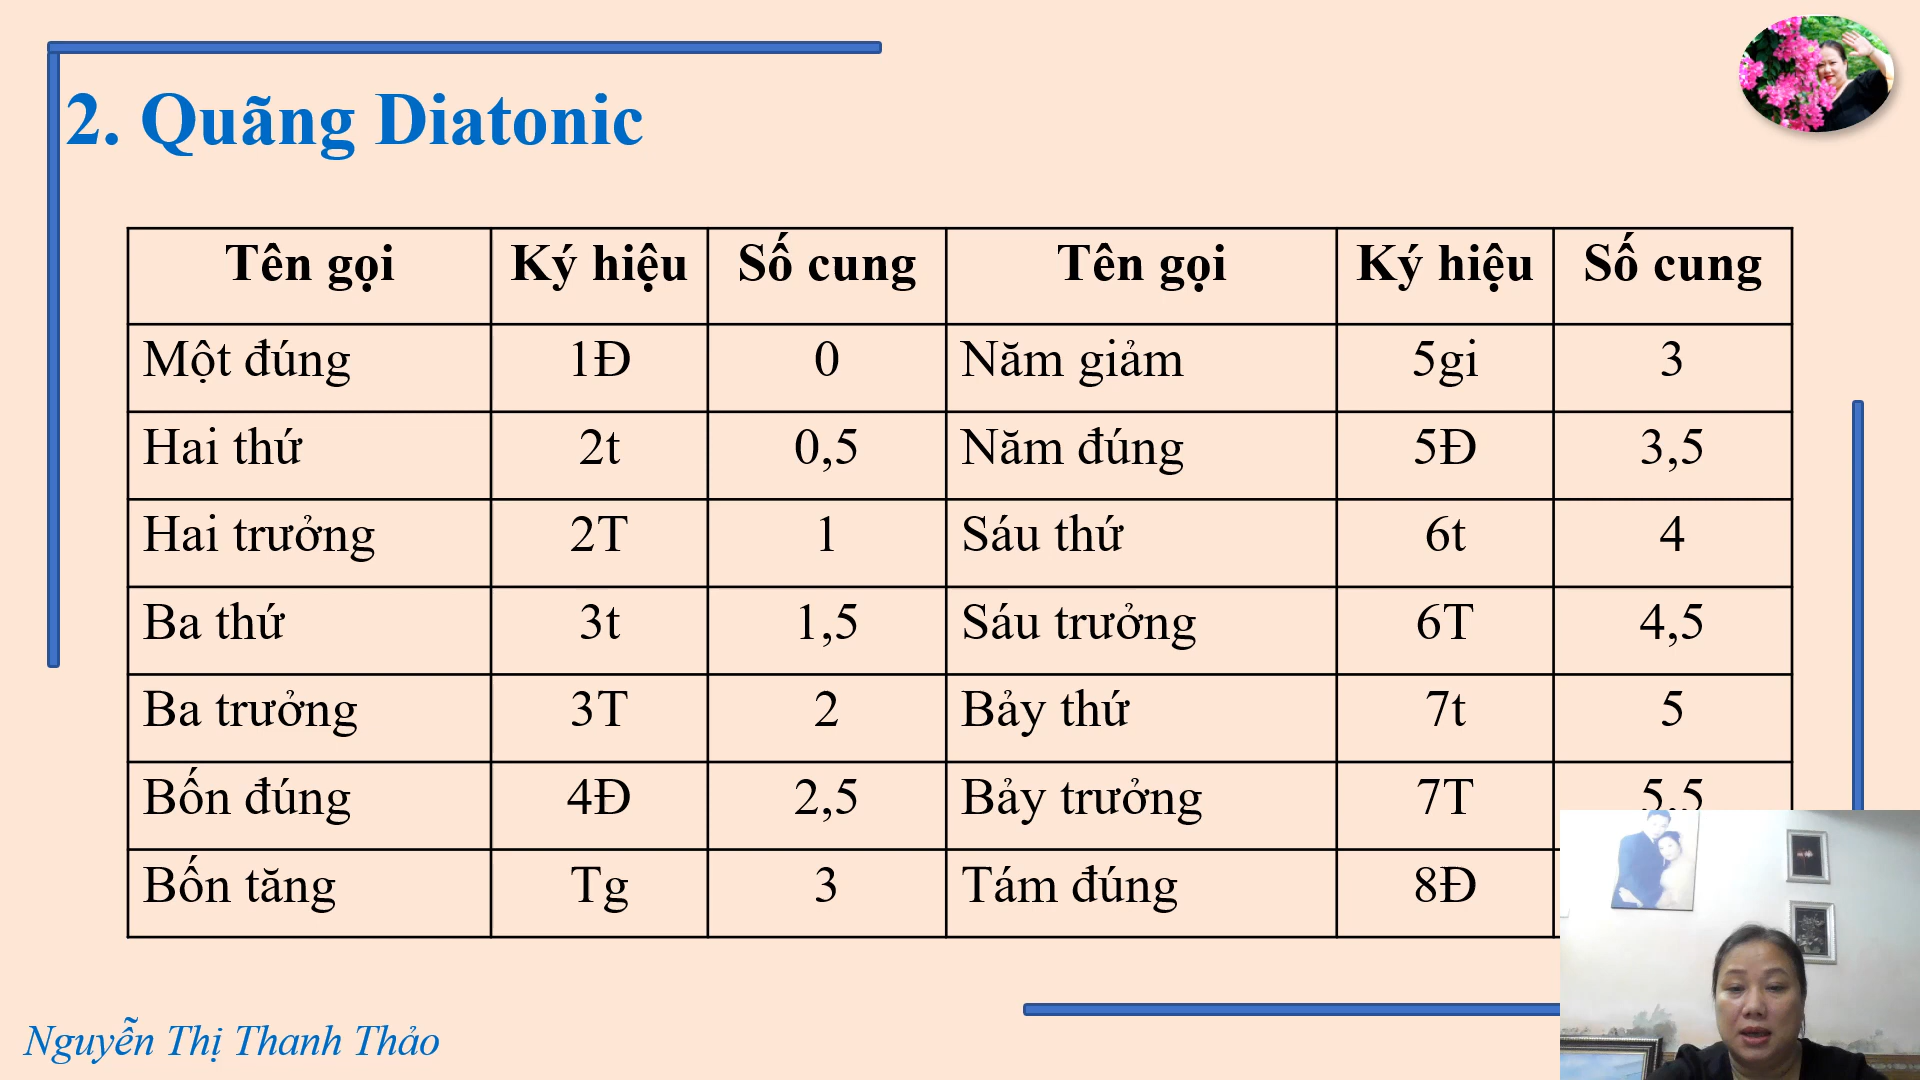 2. Quãng Diatonic
Tên gọi Ký hiệu Số cung Tên gọi Ký hiệu Số cung
Một đúng 1Đ 0 Năm giảm 5gi 3
Hai thứ 2t 0,5 Năm đúng 5Đ 3,5
Hai trưởng 2T 1 Sáu thứ 6t 4
Ba thứ 3t 1,5 Sáu trưởng 6T 4,5
Ba trưởng 3T 2 Bảy thứ 7t 5
Bốn đúng 4Đ 2,5 Bảy trưởng 7T 5,5
Bốn tăng Tg 3 Tám đúng 8Đ
Nguyễn Thị Thanh Thảo